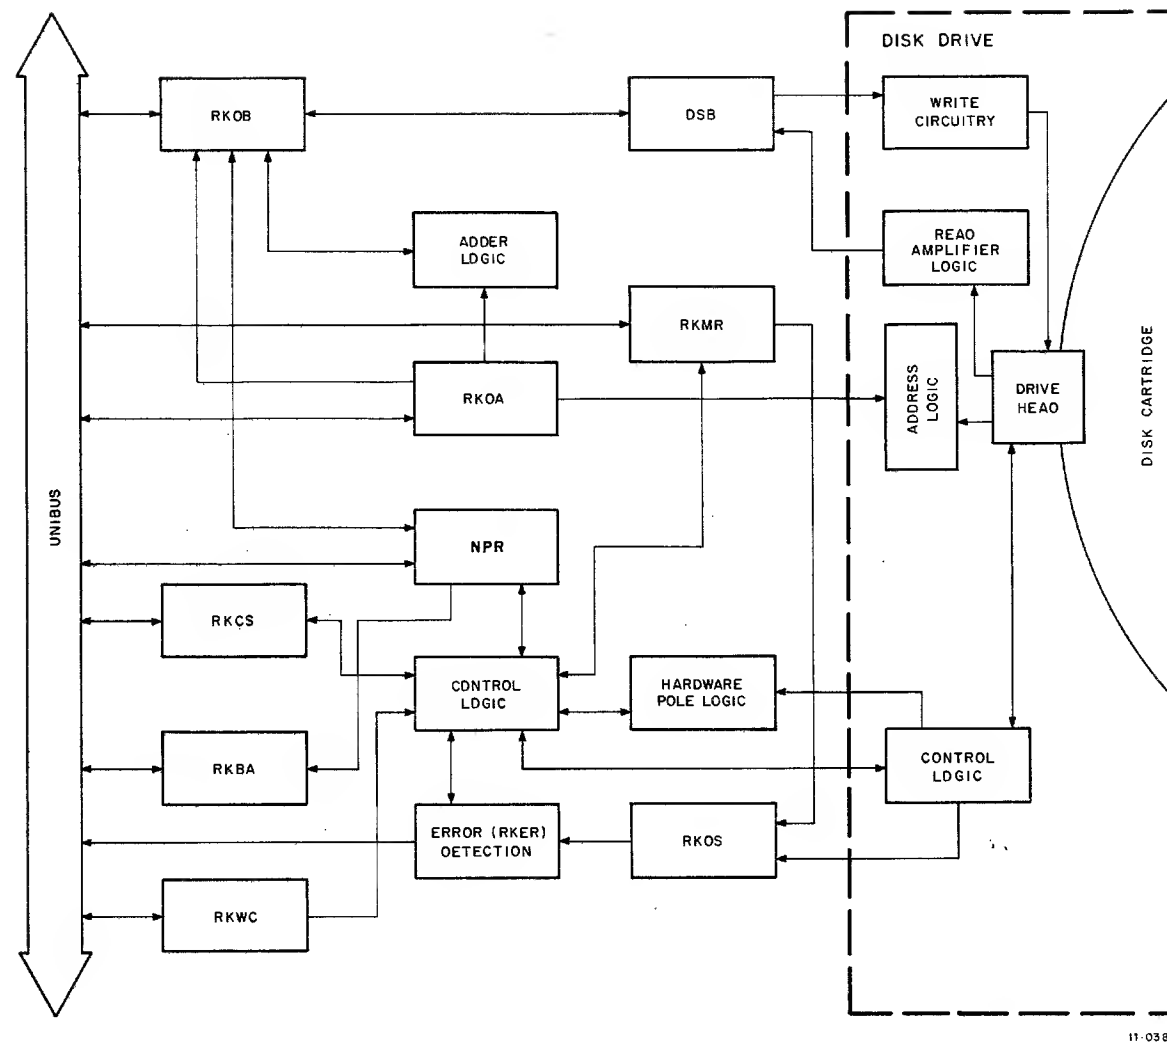 DISK DRIVE
RKOB
DSB
WRITE
CIRCUITRY
ADDER
LDGIC
REAO
AMPLIFIER
LOGIC
RKMR
RKOA
ADDRESS
LOGIC
DRIVE
HEAO
DISK CARTRIDGE
UNIBUS
NPR
RKCS
CDNTROL
LDGIC
HARDWARE
POLE LOGIC
RKBA
CONTROL
LDGIC
ERROR (RKER)
OETECTION
RKOS
RKWC
11-038